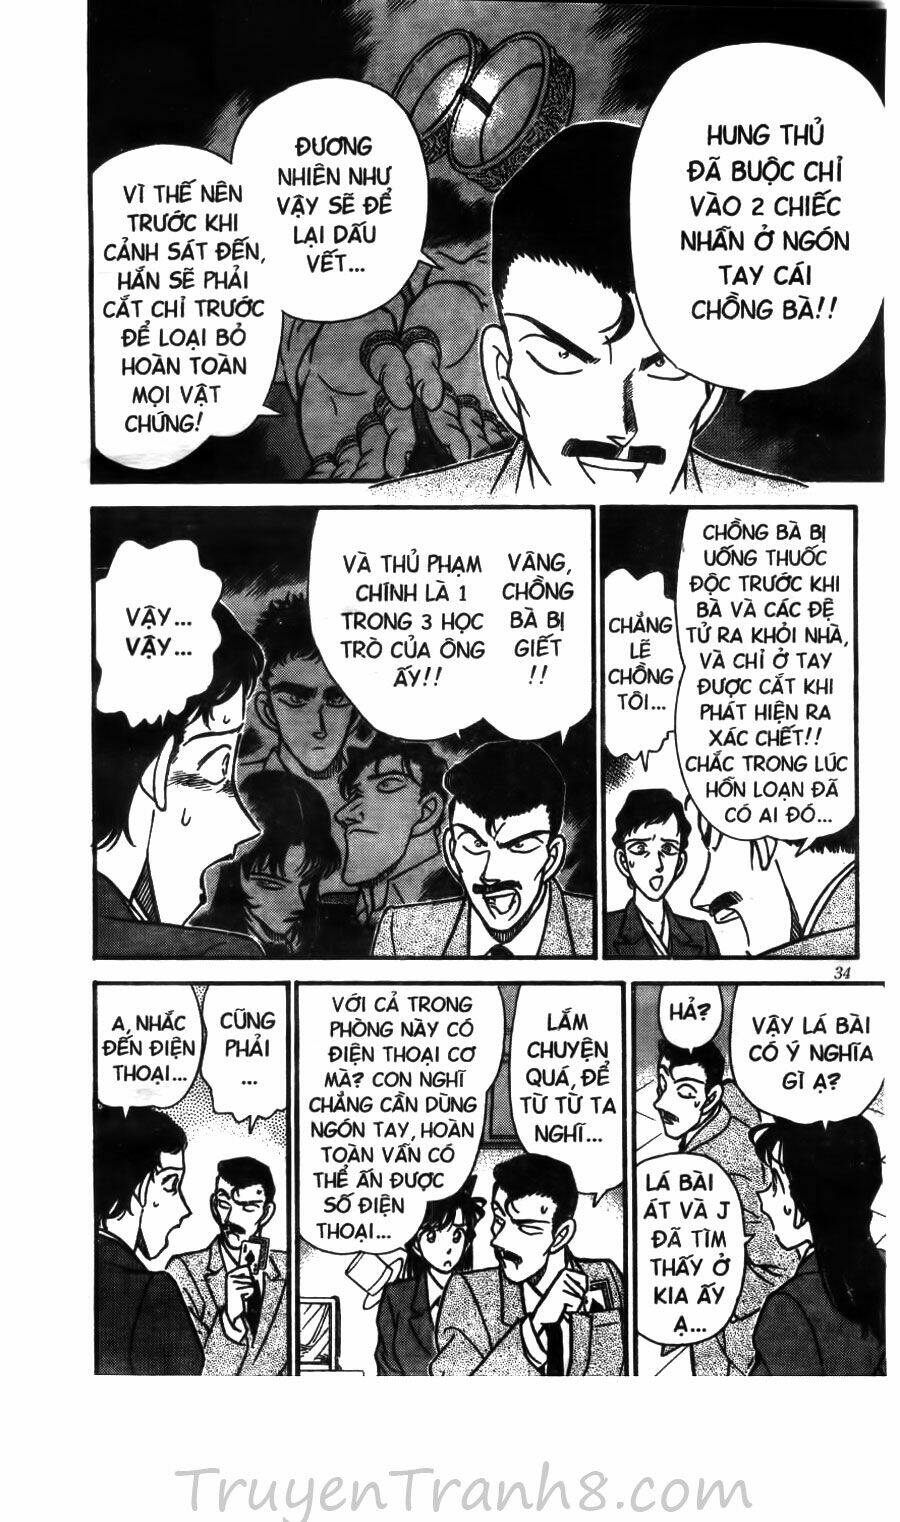 HUNG THỦ
ĐÃ BUỘC CHỈ
VÀO 2 CHIẾC
NHẪN Ở NGÓN
TAY CÁI
CHỒNG BÀ!!
ĐƯƠNG
NHIÊN NHƯ
VẬY SẼ ĐỂ
LẠI DẤU
VẾT...
VÌ THẾ NÊN
TRƯỚC KHI
CẢNH SÁT ĐẾN,
HẮN SẼ PHẢI
CẮT CHỈ TRƯỚC
ĐỂ LOẠI BỎ
HOÀN TOÀN
MỌI VẬT
CHỨNG!
CHỒNG BÀ BỊ
UỐNG THUỐC
ĐỘC TRƯỚC KHI
BÀ VÀ CÁC ĐỆ
TỬ RA KHỎI NHÀ,
VÀ CHỈ Ở TAY
ĐƯỢC CẮT KHI
PHÁT HIỆN RA
XÁC CHẾT!!
CHẮC TRONG LÚC
HỖN LOẠN ĐÃ
CÓ AI ĐÓ...
CHẲNG
LẼ
CHỒNG
TÔI...
VÂNG,
CHỒNG
BÀ BỊ
GIẾT
!!
VÀ THỦ PHẠM
CHÍNH LÀ 1
TRONG 3 HỌC
TRÒ CỦA ÔNG
ẤY!!
VẬY...
VẬY...
34
VẬY LÁ BÀI
CÓ Ý NGHĨA
GÌ Ạ?
HẢ?
LÁ BÀI
ÁT VÀ J
ĐÃ TÌM
THẤY Ở
KIA ẤY
Ạ...
LẮM
CHUYỆN
QUÁ, ĐỂ
TỪ TỪ TA
NGHĨ...
VỚI CẢ TRONG
PHÒNG NÀY CÓ
ĐIỆN THOẠI CƠ
MÀ? CON NGHĨ
CHẲNG CẦN DÙNG
NGÓN TAY, HOÀN
TOÀN VẪN CÓ
THỂ ẤN ĐƯỢC
SỐ ĐIỆN
THOẠI...
CŨNG
PHẢI
...
A, NHẮC
ĐẾN ĐIỆN
THOẠI...
TruyenTranh8.com